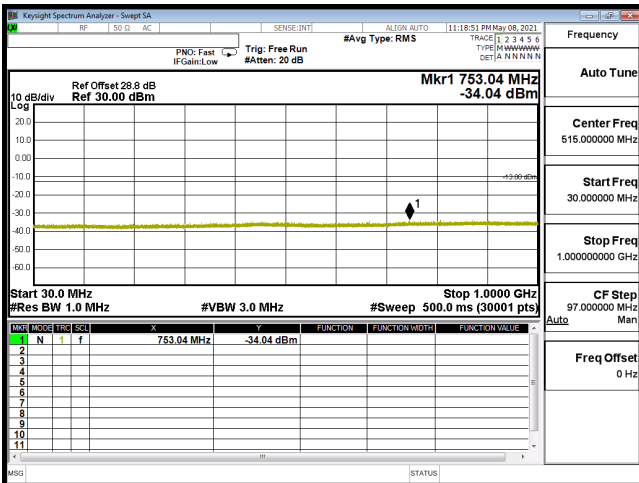 Keysight Spectrum Analyzer - Swept SA
RF 50 Ω AC SENSE:INT ALIGN AUTO 11:18:51 PM May 08, 2021
#Avg Type: RMS TRACE 1 2 3 4 5 6
PNO: Fast Trig: Free Run TYPE M WWWWW
IFGain:Low #Atten: 20 dB DET A N N N N N
Mkr1 753.04 MHz
-34.04 dBm
Ref Offset 28.8 dB
10 dB/div Ref 30.00 dBm
Log
20.0
10.0
0.00
-10.0
-13.00 dBm
-20.0
-30.0
1
-40.0
-50.0
-60.0
Start 30.0 MHz Stop 1.0000 GHz
#Res BW 1.0 MHz #VBW 3.0 MHz #Sweep 500.0 ms (30001 pts)
MKR MODE TRC SCL X Y FUNCTION FUNCTION WIDTH FUNCTION VALUE
1 N 1 f 753.04 MHz -34.04 dBm
2
3
4
5
6
7
8
9
10
11
MSG STATUS
Frequency
Auto Tune
Center Freq
515.000000 MHz
Start Freq
30.000000 MHz
Stop Freq
1.000000000 GHz
CF Step
97.000000 MHz
Auto Man
Freq Offset
0 Hz